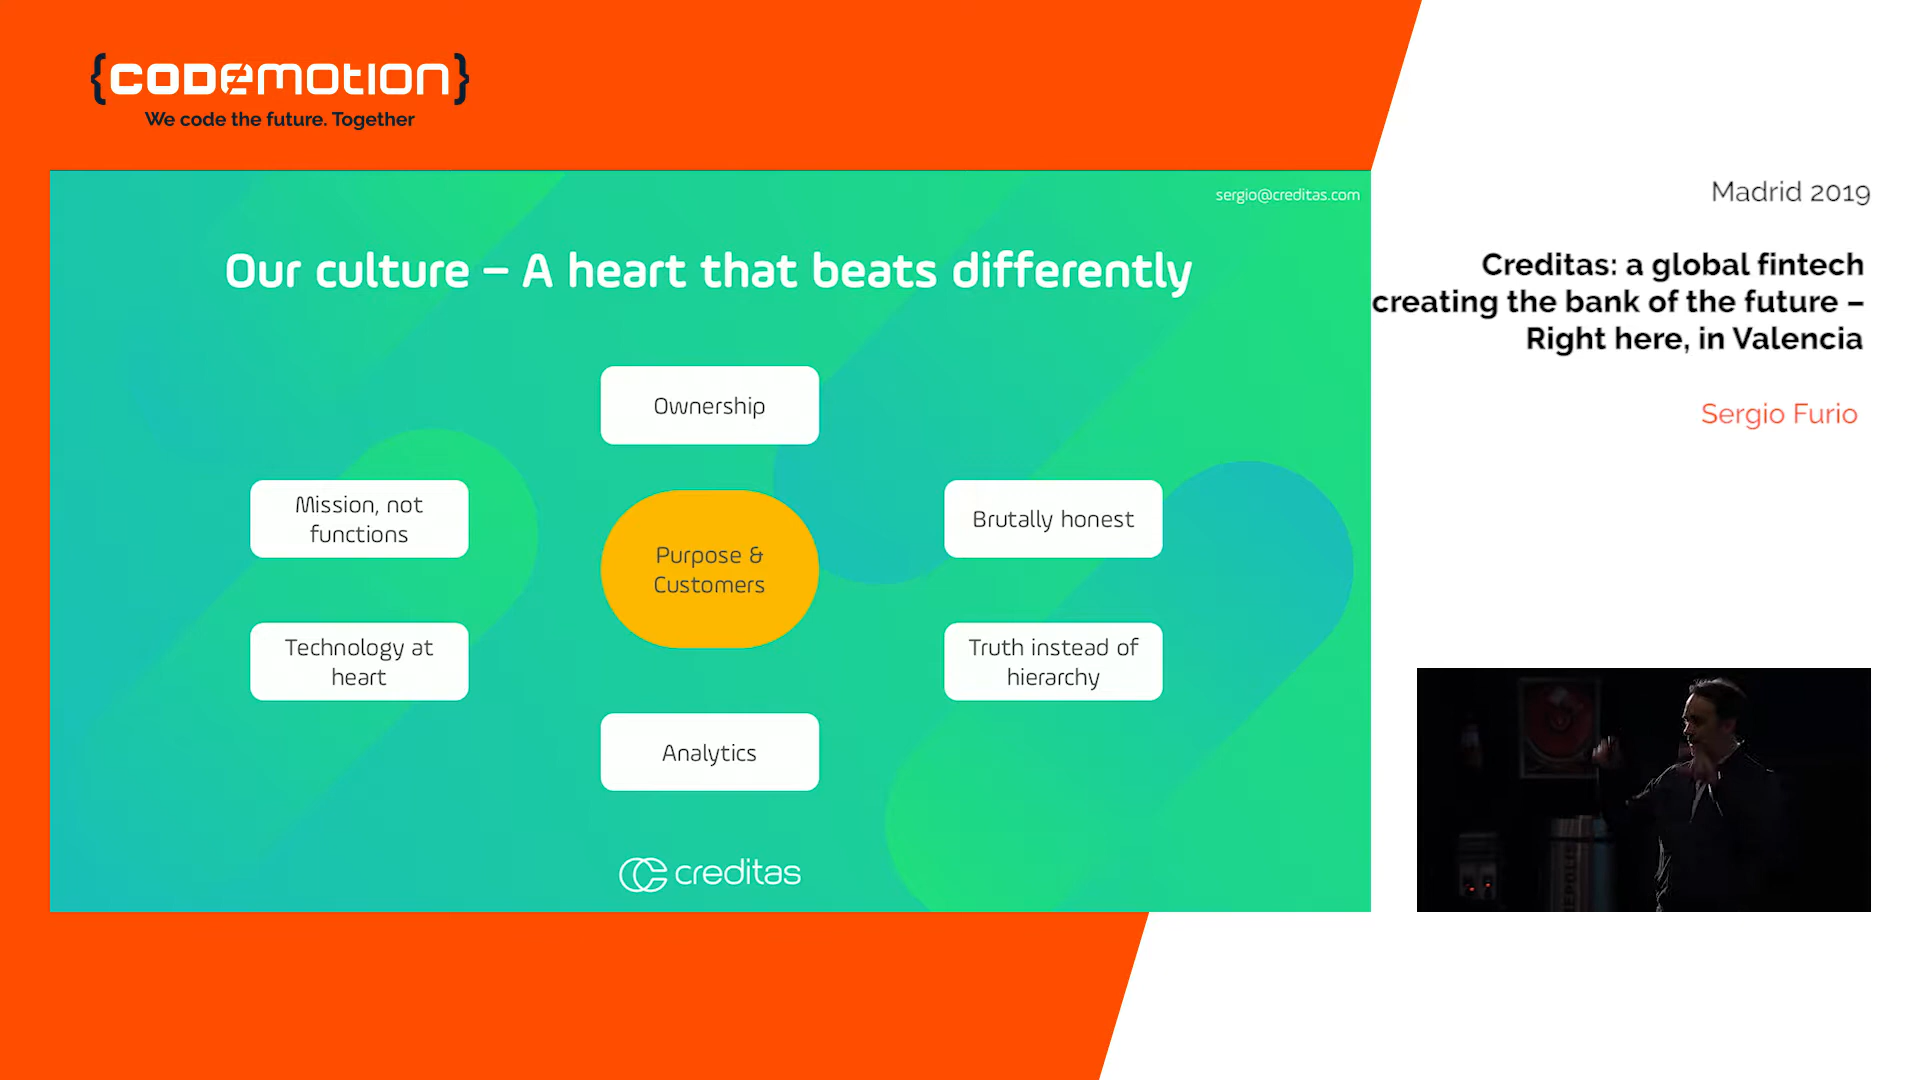 {codemotion}
We code the future. Together
sergio@creditas.com
Our culture – A heart that beats differently
Ownership
Mission, not
functions
Brutally honest
Purpose &
Customers
Technology at
heart
Truth instead of
hierarchy
Analytics
creditas
Madrid 2019
Creditas: a global fintech
creating the bank of the future –
Right here, in Valencia
Sergio Furio